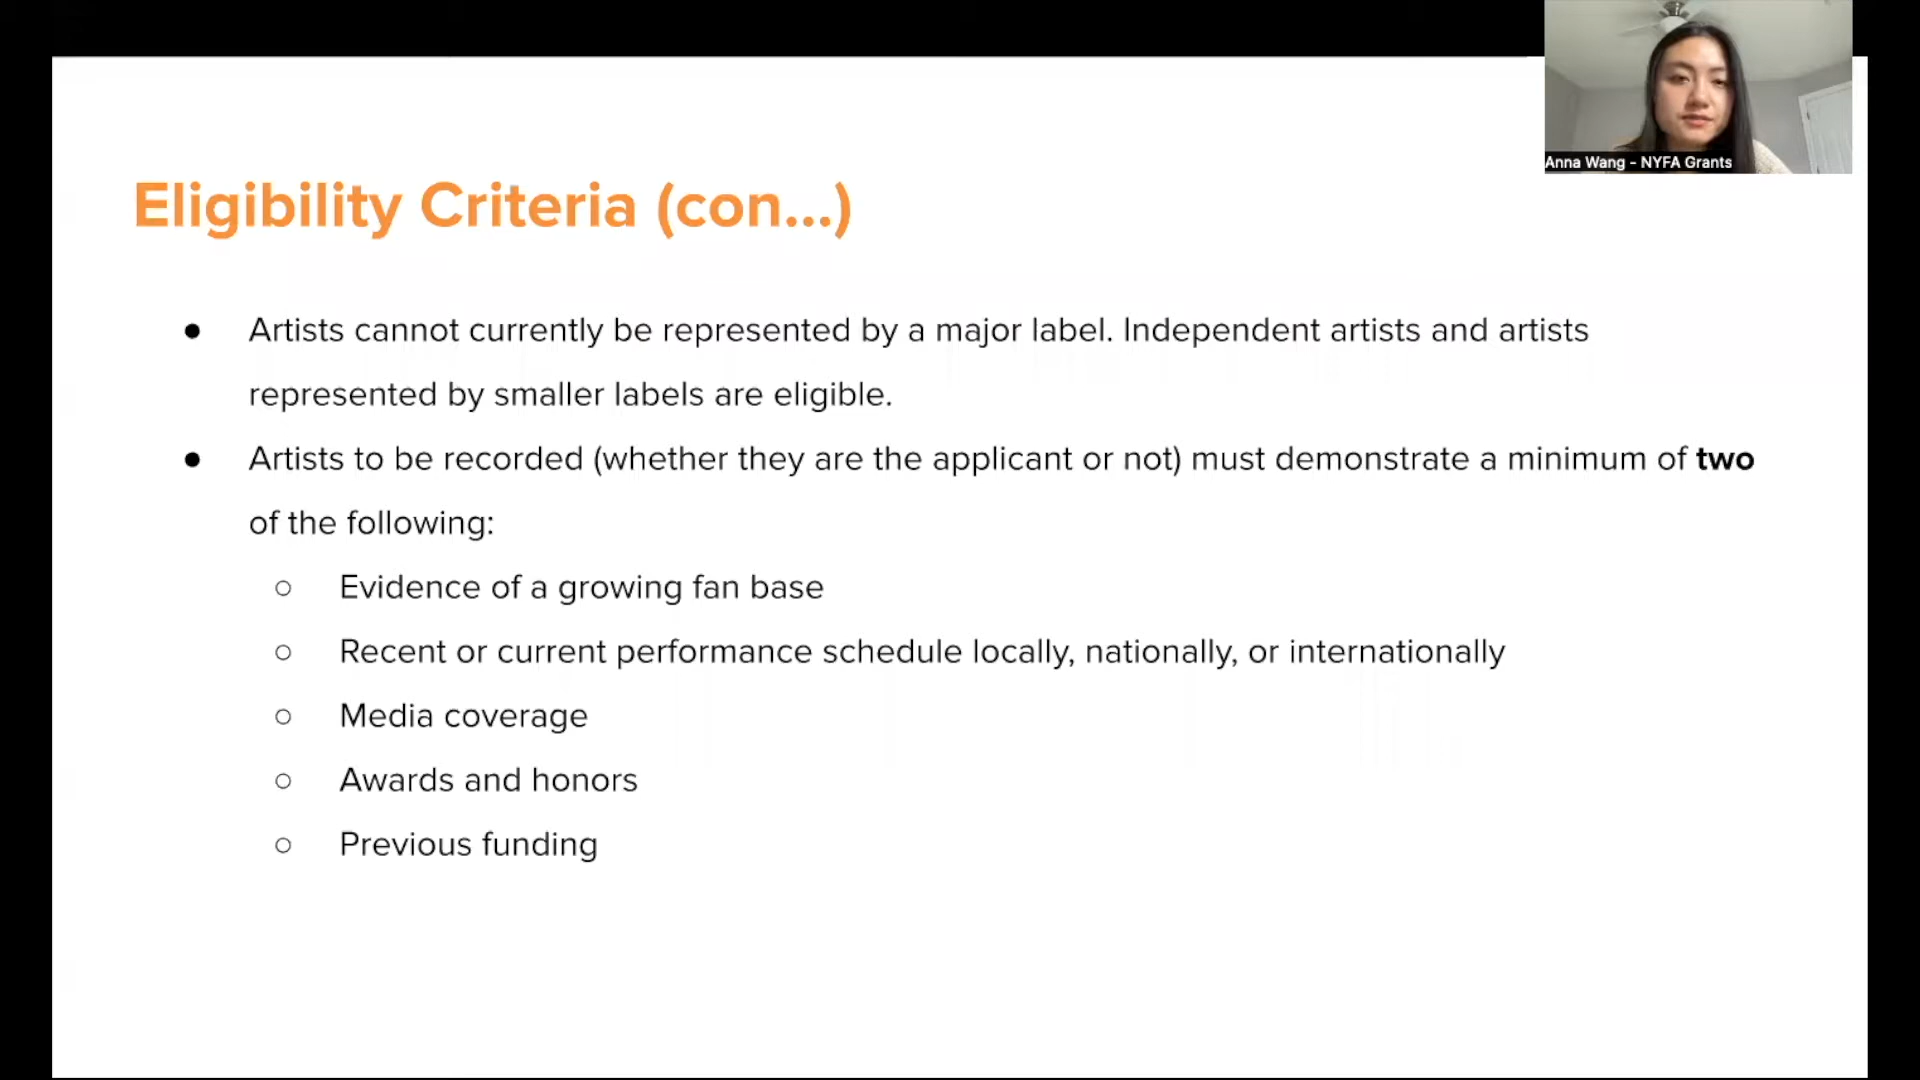 Anna Wang - NYFA Grants
Eligibility Criteria (con...)
● Artists cannot currently be represented by a major label. Independent artists and artists
represented by smaller labels are eligible.
● Artists to be recorded (whether they are the applicant or not) must demonstrate a minimum of two
of the following:
○ Evidence of a growing fan base
○ Recent or current performance schedule locally, nationally, or internationally
○ Media coverage
○ Awards and honors
○ Previous funding